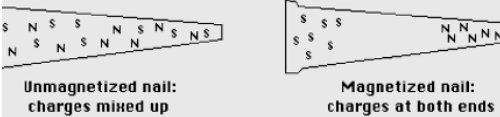 S N S S N S N S N S
N S N S N N
S S S
S S S S
S S
N N N
N N N N
Unmagnetized nail:
charges mixed up
Magnetized nail:
charges at both ends